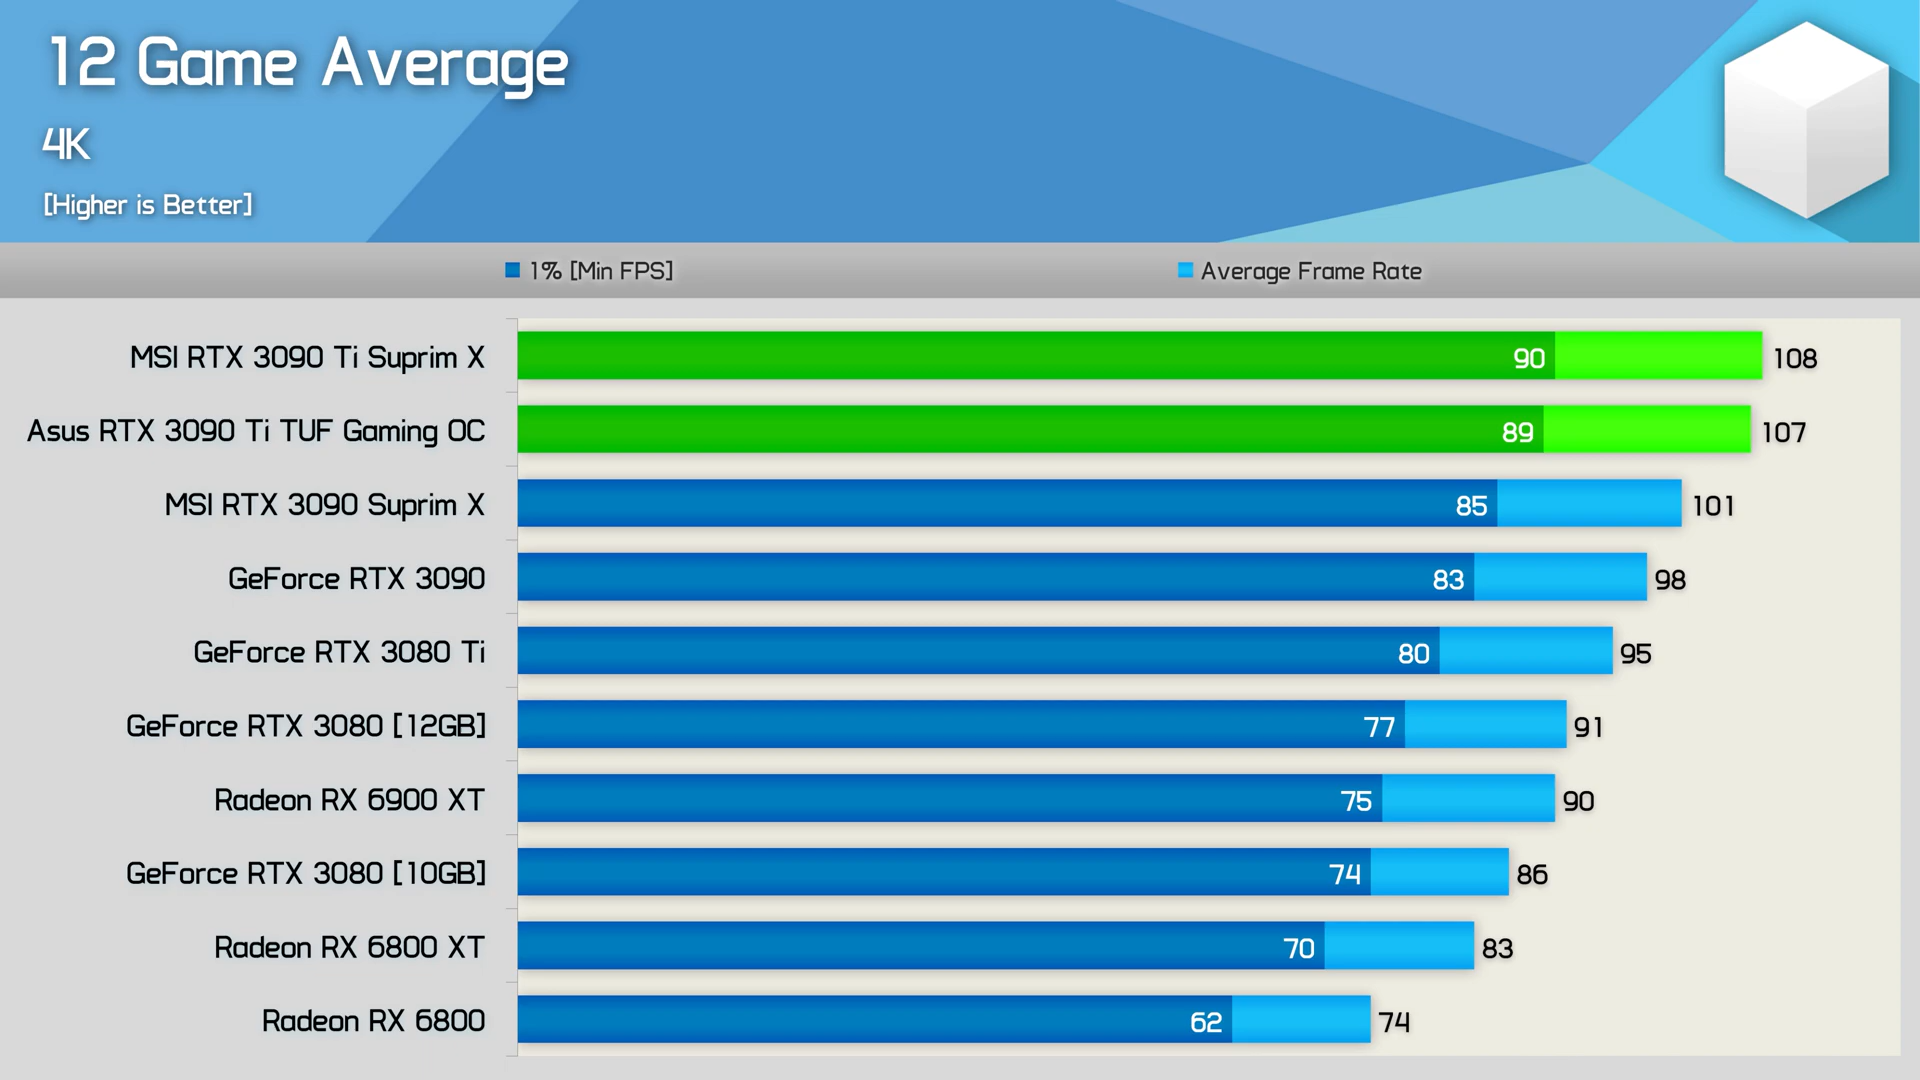 12 Game Average
4K
[Higher is Better]
1% [Min FPS] Average Frame Rate
MSI RTX 3090 Ti Suprim X 90 108
Asus RTX 3090 Ti TUF Gaming OC 89 107
MSI RTX 3090 Suprim X 85 101
GeForce RTX 3090 83 98
GeForce RTX 3080 Ti 80 95
GeForce RTX 3080 [12GB] 77 91
Radeon RX 6900 XT 75 90
GeForce RTX 3080 [10GB] 74 86
Radeon RX 6800 XT 70 83
Radeon RX 6800 62 74